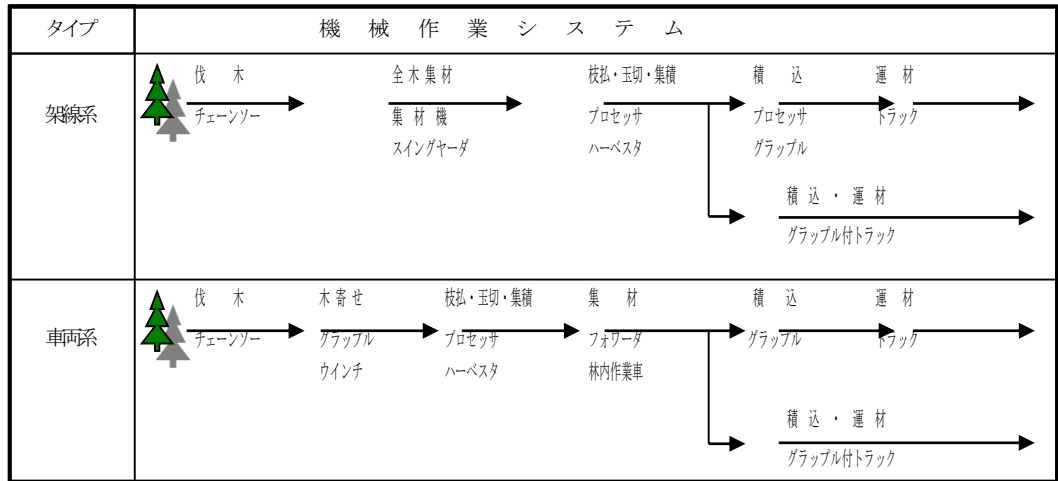 タイプ 機械作業システム
伐木 全木集材 枝払・玉切・集積 積込 運材
架線系 チェーンソー 集材機 プロセッサ プロセッサ トラック
スイングヤーダ ハーベスタ グラップル
積込・運材
グラップル付トラック
伐木 木寄せ 枝払・玉切・集積 集材 積込 運材
車両系 チェーンソー グラップル プロセッサ フォワーダ グラップル トラック
ウインチ ハーベスタ 林内作業車
積込・運材
グラップル付トラック